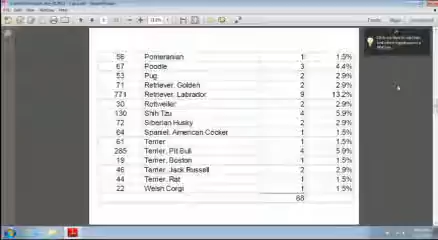 56 Pomeranian 1 1.5%
67 Poodle 3 4.4%
53 Pug 2 2.9%
71 Retriever, Golden 2 2.9%
771 Retriever, Labrador 9 13.2%
30 Rottweiler 2 2.9%
130 Shih Tzu 4 5.9%
72 Siberian Husky 2 2.9%
64 Spaniel, American Cocker 1 1.5%
61 Terrier 1 1.5%
285 Terrier, Pit Bull 4 5.9%
19 Terrier, Boston 1 1.5%
46 Terrier, Jack Russell 2 2.9%
44 Terrier, Rat 1 1.5%
22 Welsh Corgi 1 1.5%
68